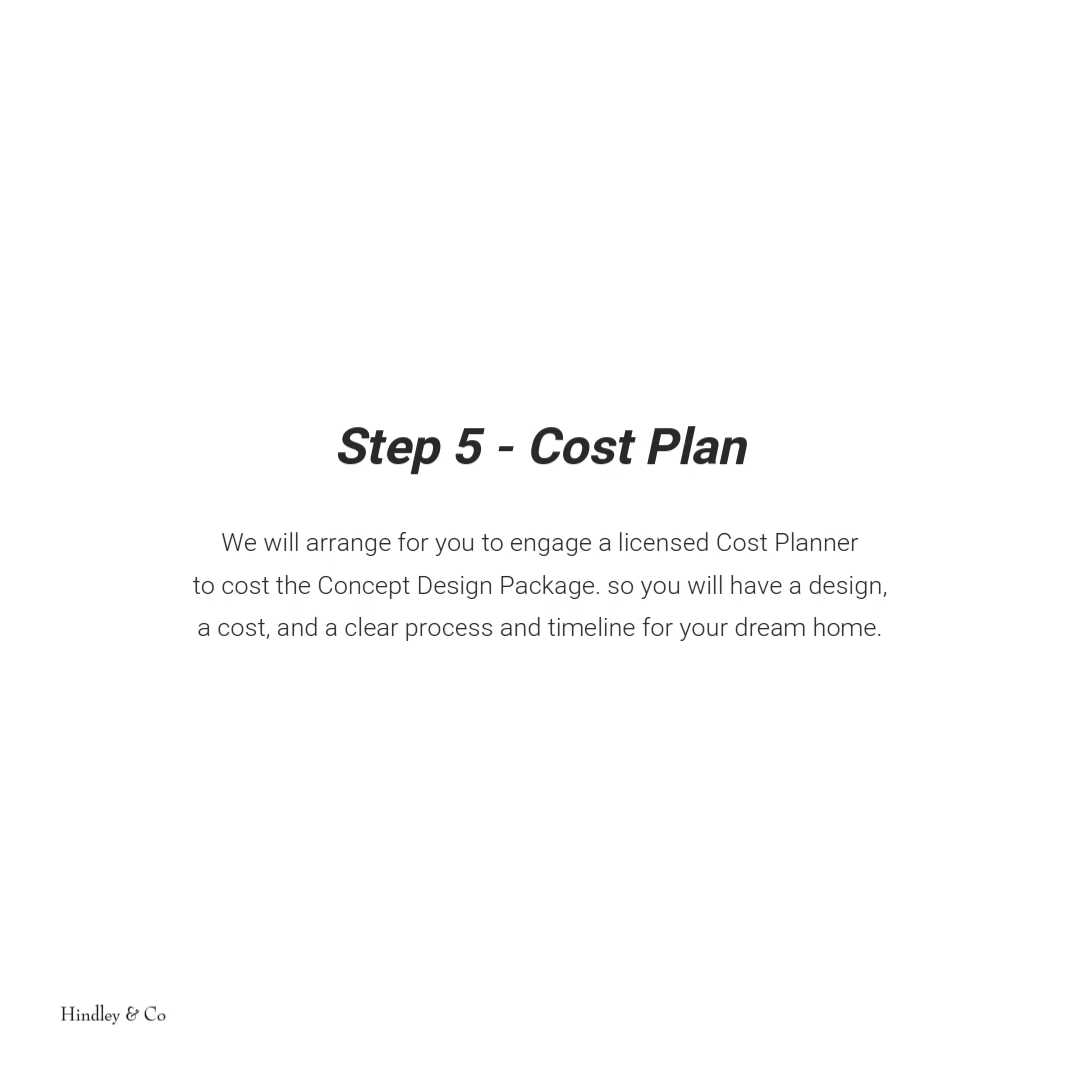 Step 5 - Cost Plan
We will arrange for you to engage a licensed Cost Planner
to cost the Concept Design Package. so you will have a design,
a cost, and a clear process and timeline for your dream home.
Hindley & Co